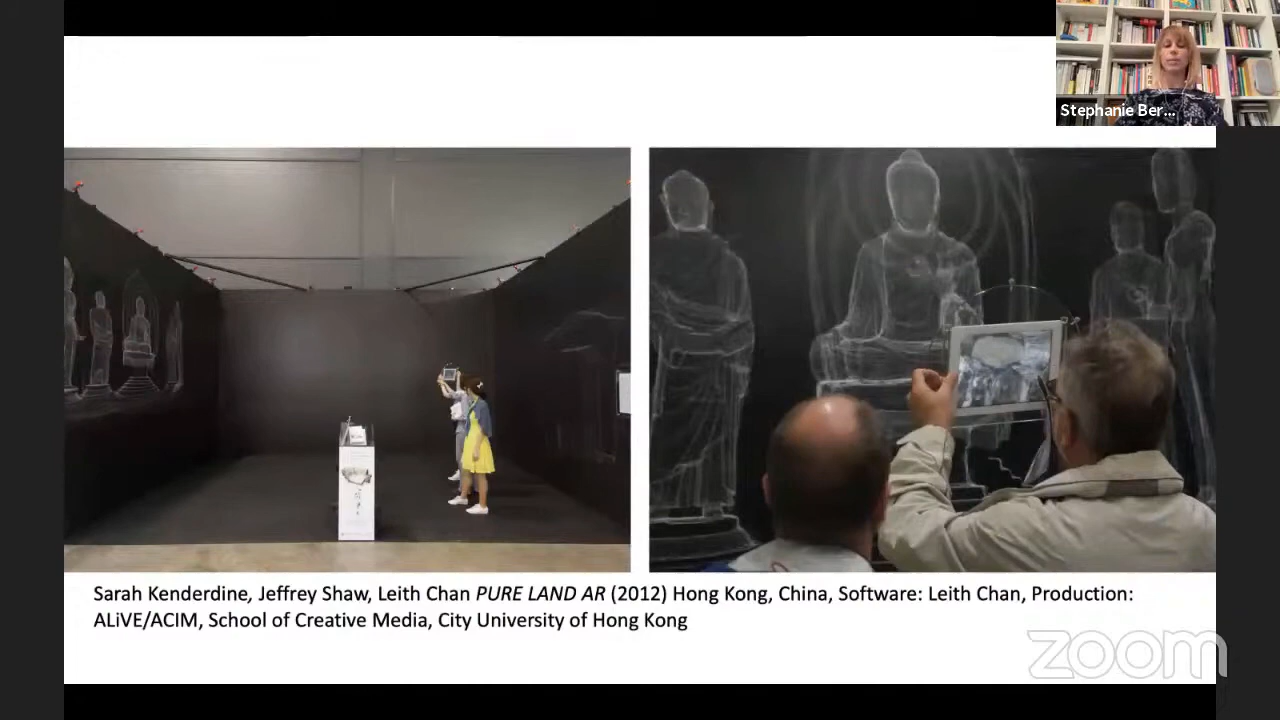 Stephanie Ber...
Sarah Kenderdine, Jeffrey Shaw, Leith Chan PURE LAND AR (2012) Hong Kong, China, Software: Leith Chan, Production:
ALiVE/ACIM, School of Creative Media, City University of Hong Kong
zoom